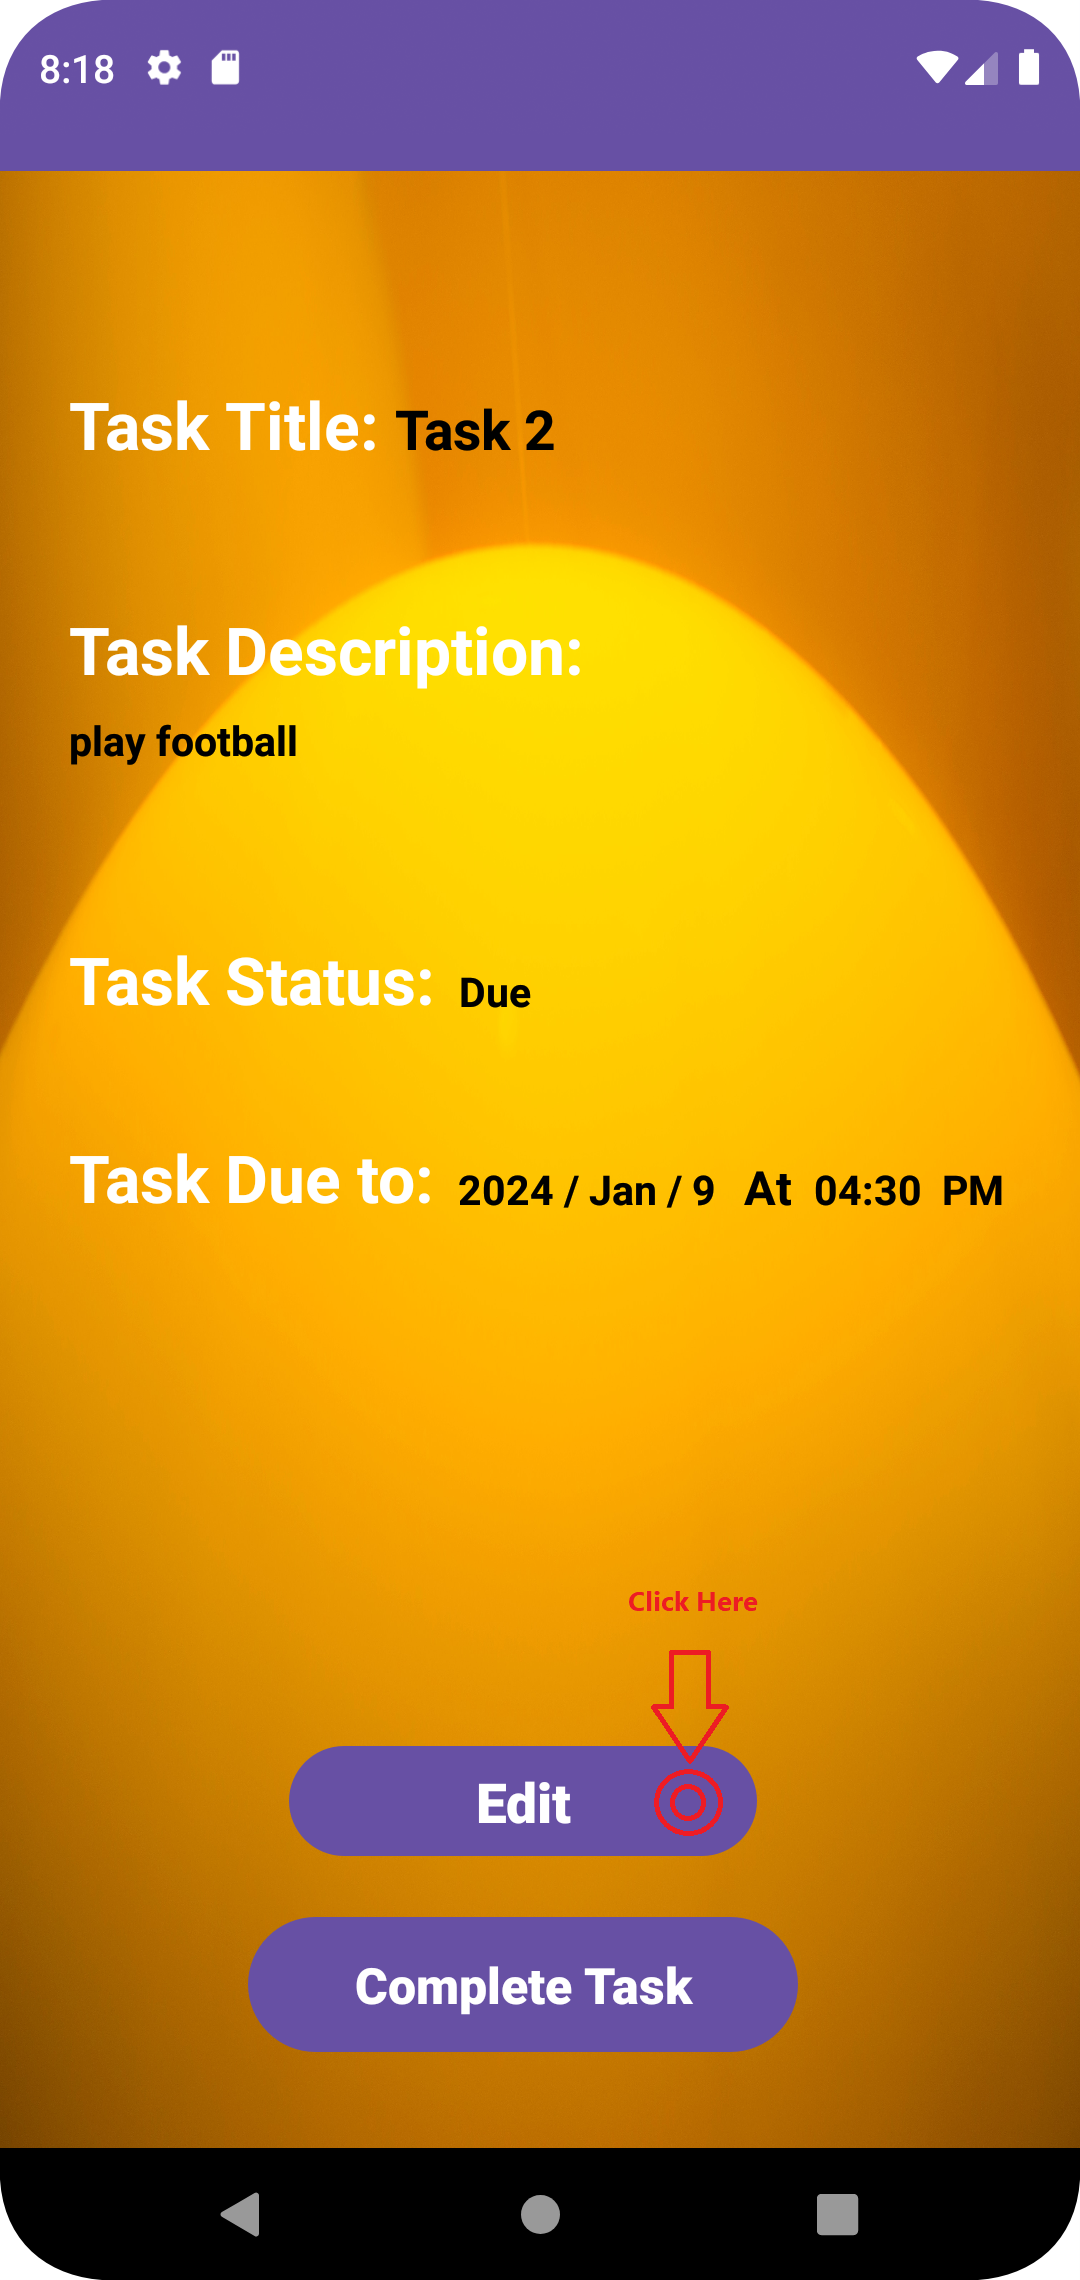 8:18
Task Title: Task 2
Task Description:
play football
Task Status: Due
Task Due to: 2024 / Jan / 9 At 04:30 PM
Click Here
Edit
Complete Task